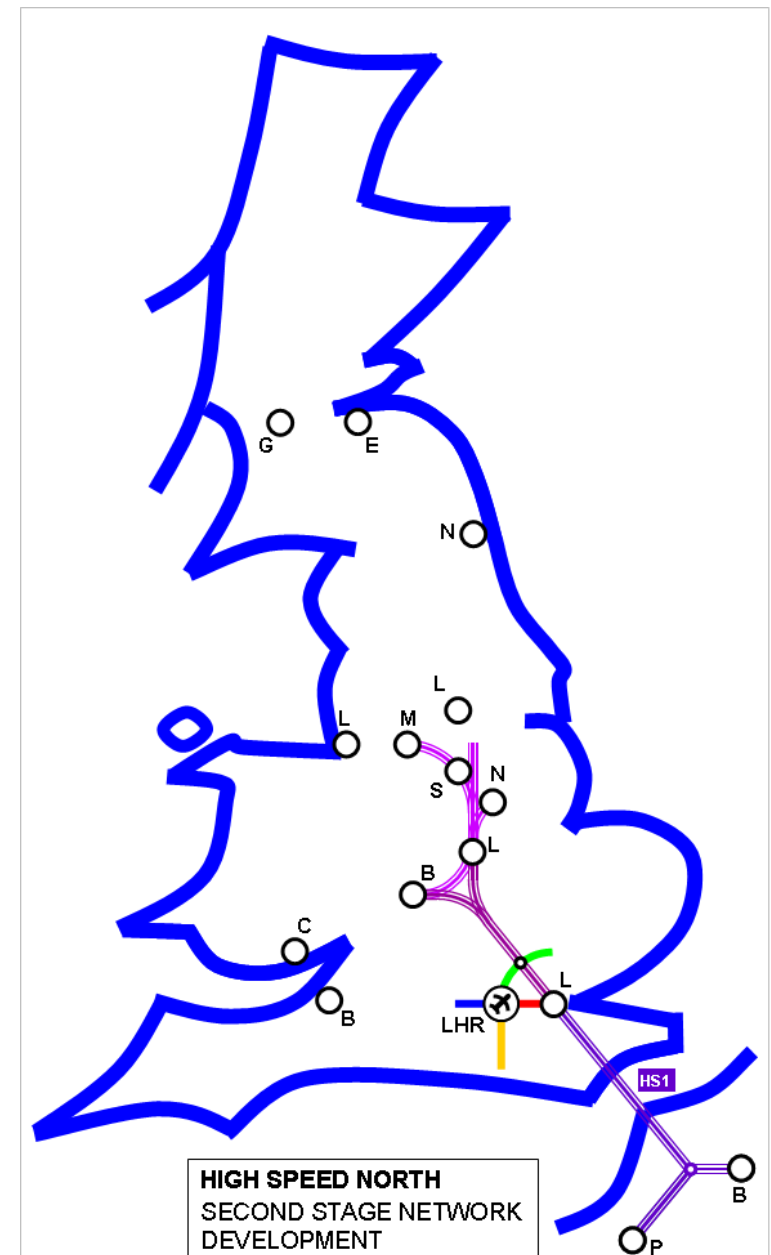 G
E
N
L
L
M
S
N
L
B
C
B
L
LHR
HS1
B
P
HIGH SPEED NORTH
SECOND STAGE NETWORK
DEVELOPMENT